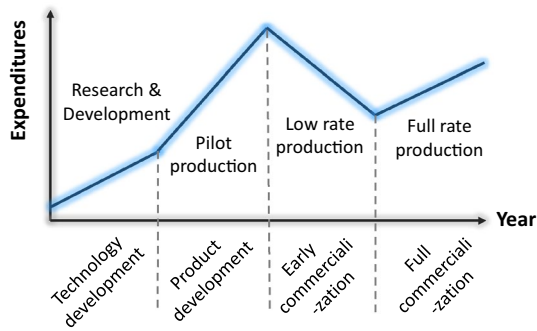 Expenditures
Research &
Development
Pilot
production
Low rate
production
Full rate
production
Year
Technology
development
Product
development
Early
commerciali
-zation
Full
commerciali
-zation